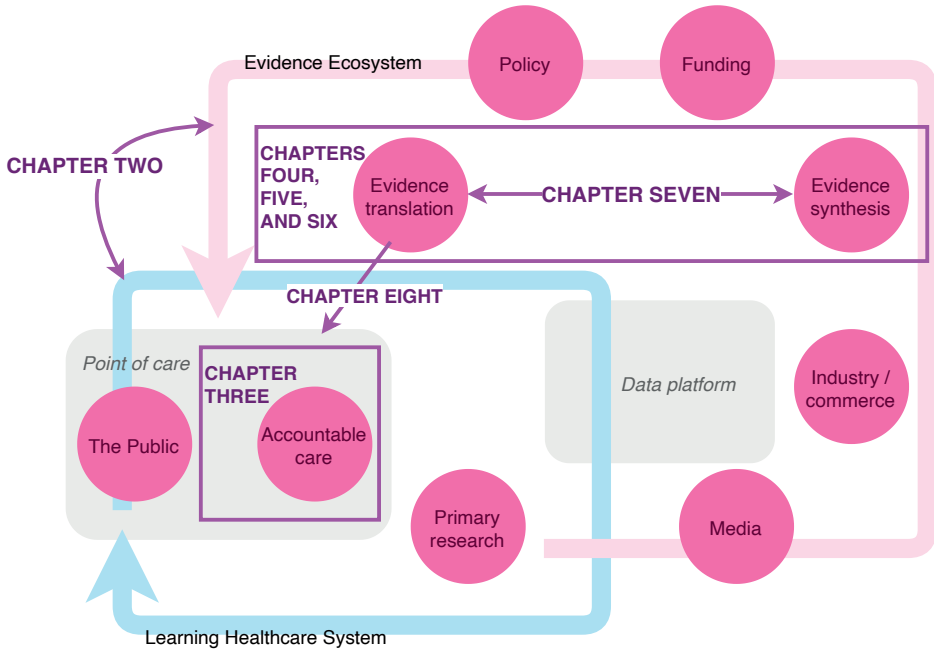 Evidence Ecosystem
Policy
Funding
CHAPTER TWO
CHAPTERS
FOUR,
FIVE,
AND SIX
Evidence
translation
CHAPTER SEVEN
Evidence
synthesis
CHAPTER EIGHT
Point of care
CHAPTER
THREE
The Public
Accountable
care
Data platform
Industry /
commerce
Primary
research
Media
Learning Healthcare System